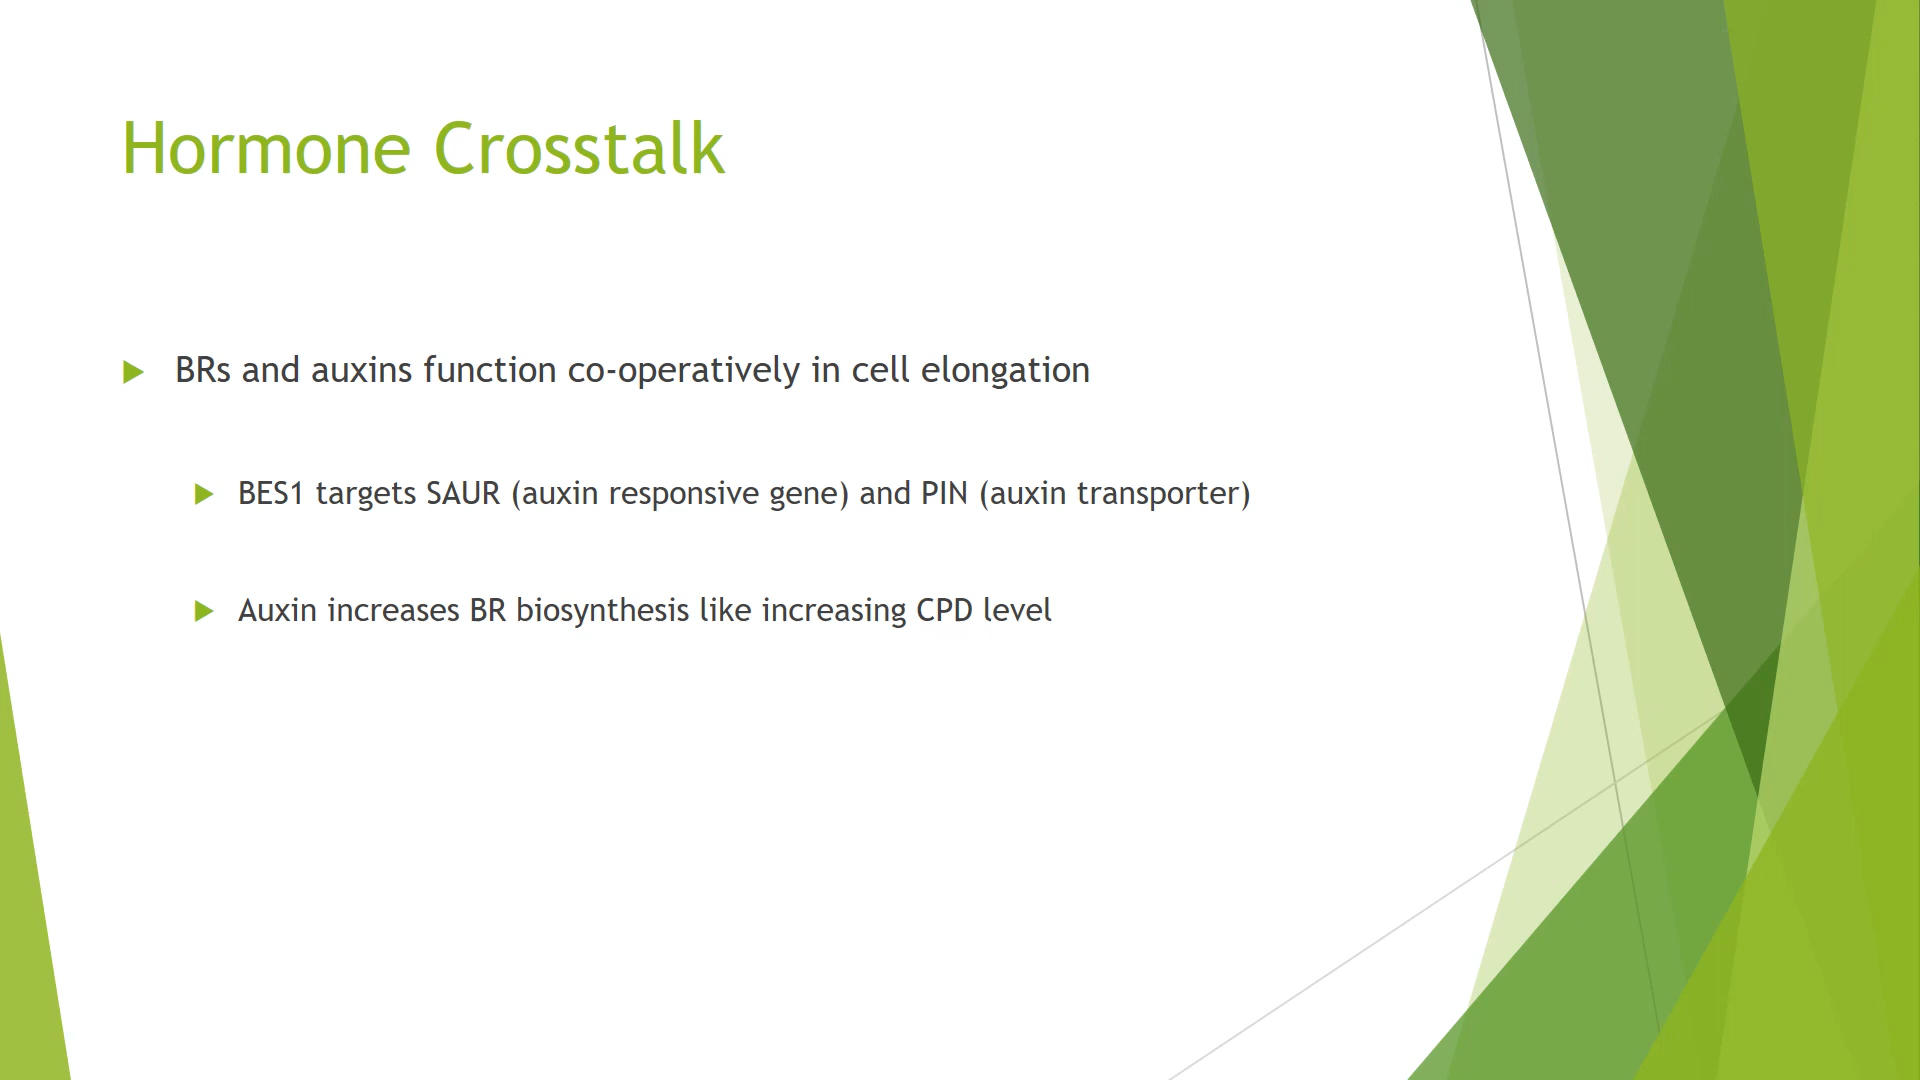 Hormone Crosstalk
BRs and auxins function co-operatively in cell elongation
BES1 targets SAUR (auxin responsive gene) and PIN (auxin transporter)
Auxin increases BR biosynthesis like increasing CPD level